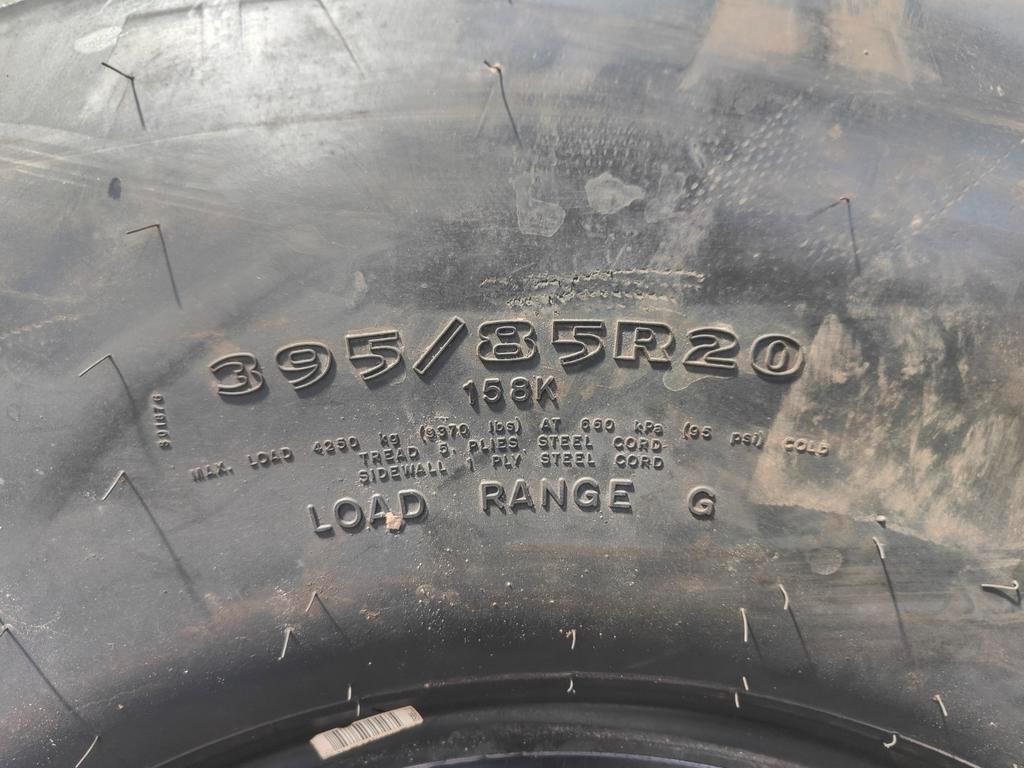 395/85R20
158K
MAX. LOAD 4250 kg (9370 lbs) AT 660 kPa (95 psi) COLD
TREAD 5 PLIES STEEL CORD
SIDEWALL 1 PLY STEEL CORD
LOAD RANGE G